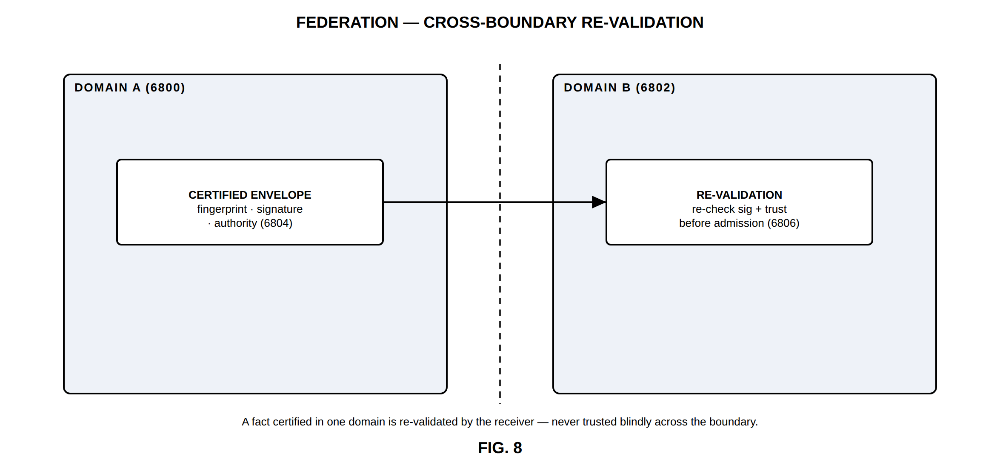 FEDERATION — CROSS-BOUNDARY RE-VALIDATION
DOMAIN A (6800)
CERTIFIED ENVELOPE
fingerprint · signature
· authority (6804)
DOMAIN B (6802)
RE-VALIDATION
re-check sig + trust
before admission (6806)
A fact certified in one domain is re-validated by the receiver — never trusted blindly across the boundary.
FIG. 8